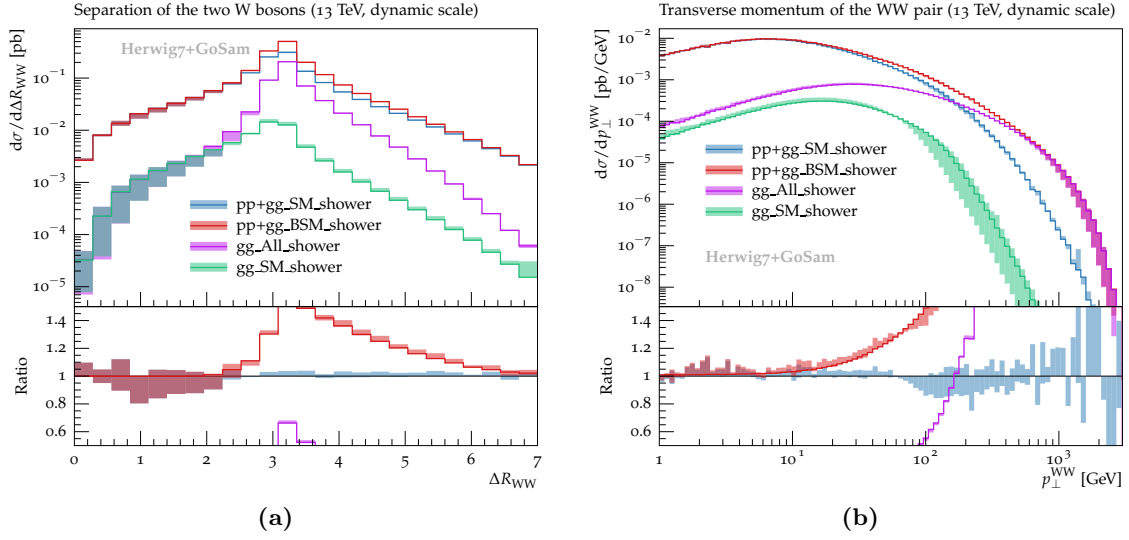 Separation of the two W bosons (13 TeV, dynamic scale)
dσ/dΔR_WW [pb]
Herwig7+GoSam
10^−1
10^−2
10^−3
10^−4
10^−5
pp+gg_SM_shower
pp+gg_BSM_shower
gg_All_shower
gg_SM_shower
Ratio
1.4
1.2
1
0.8
0.6
0 1 2 3 4 5 6 7
ΔR_WW
(a)
Transverse momentum of the WW pair (13 TeV, dynamic scale)
dσ/dp_⊥^WW [pb/GeV]
10^−2
10^−3
10^−4
10^−5
10^−6
10^−7
10^−8
pp+gg_SM_shower
pp+gg_BSM_shower
gg_All_shower
gg_SM_shower
Herwig7+GoSam
Ratio
1.4
1.2
1
0.8
0.6
1 10^1 10^2 10^3
p_⊥^WW [GeV]
(b)